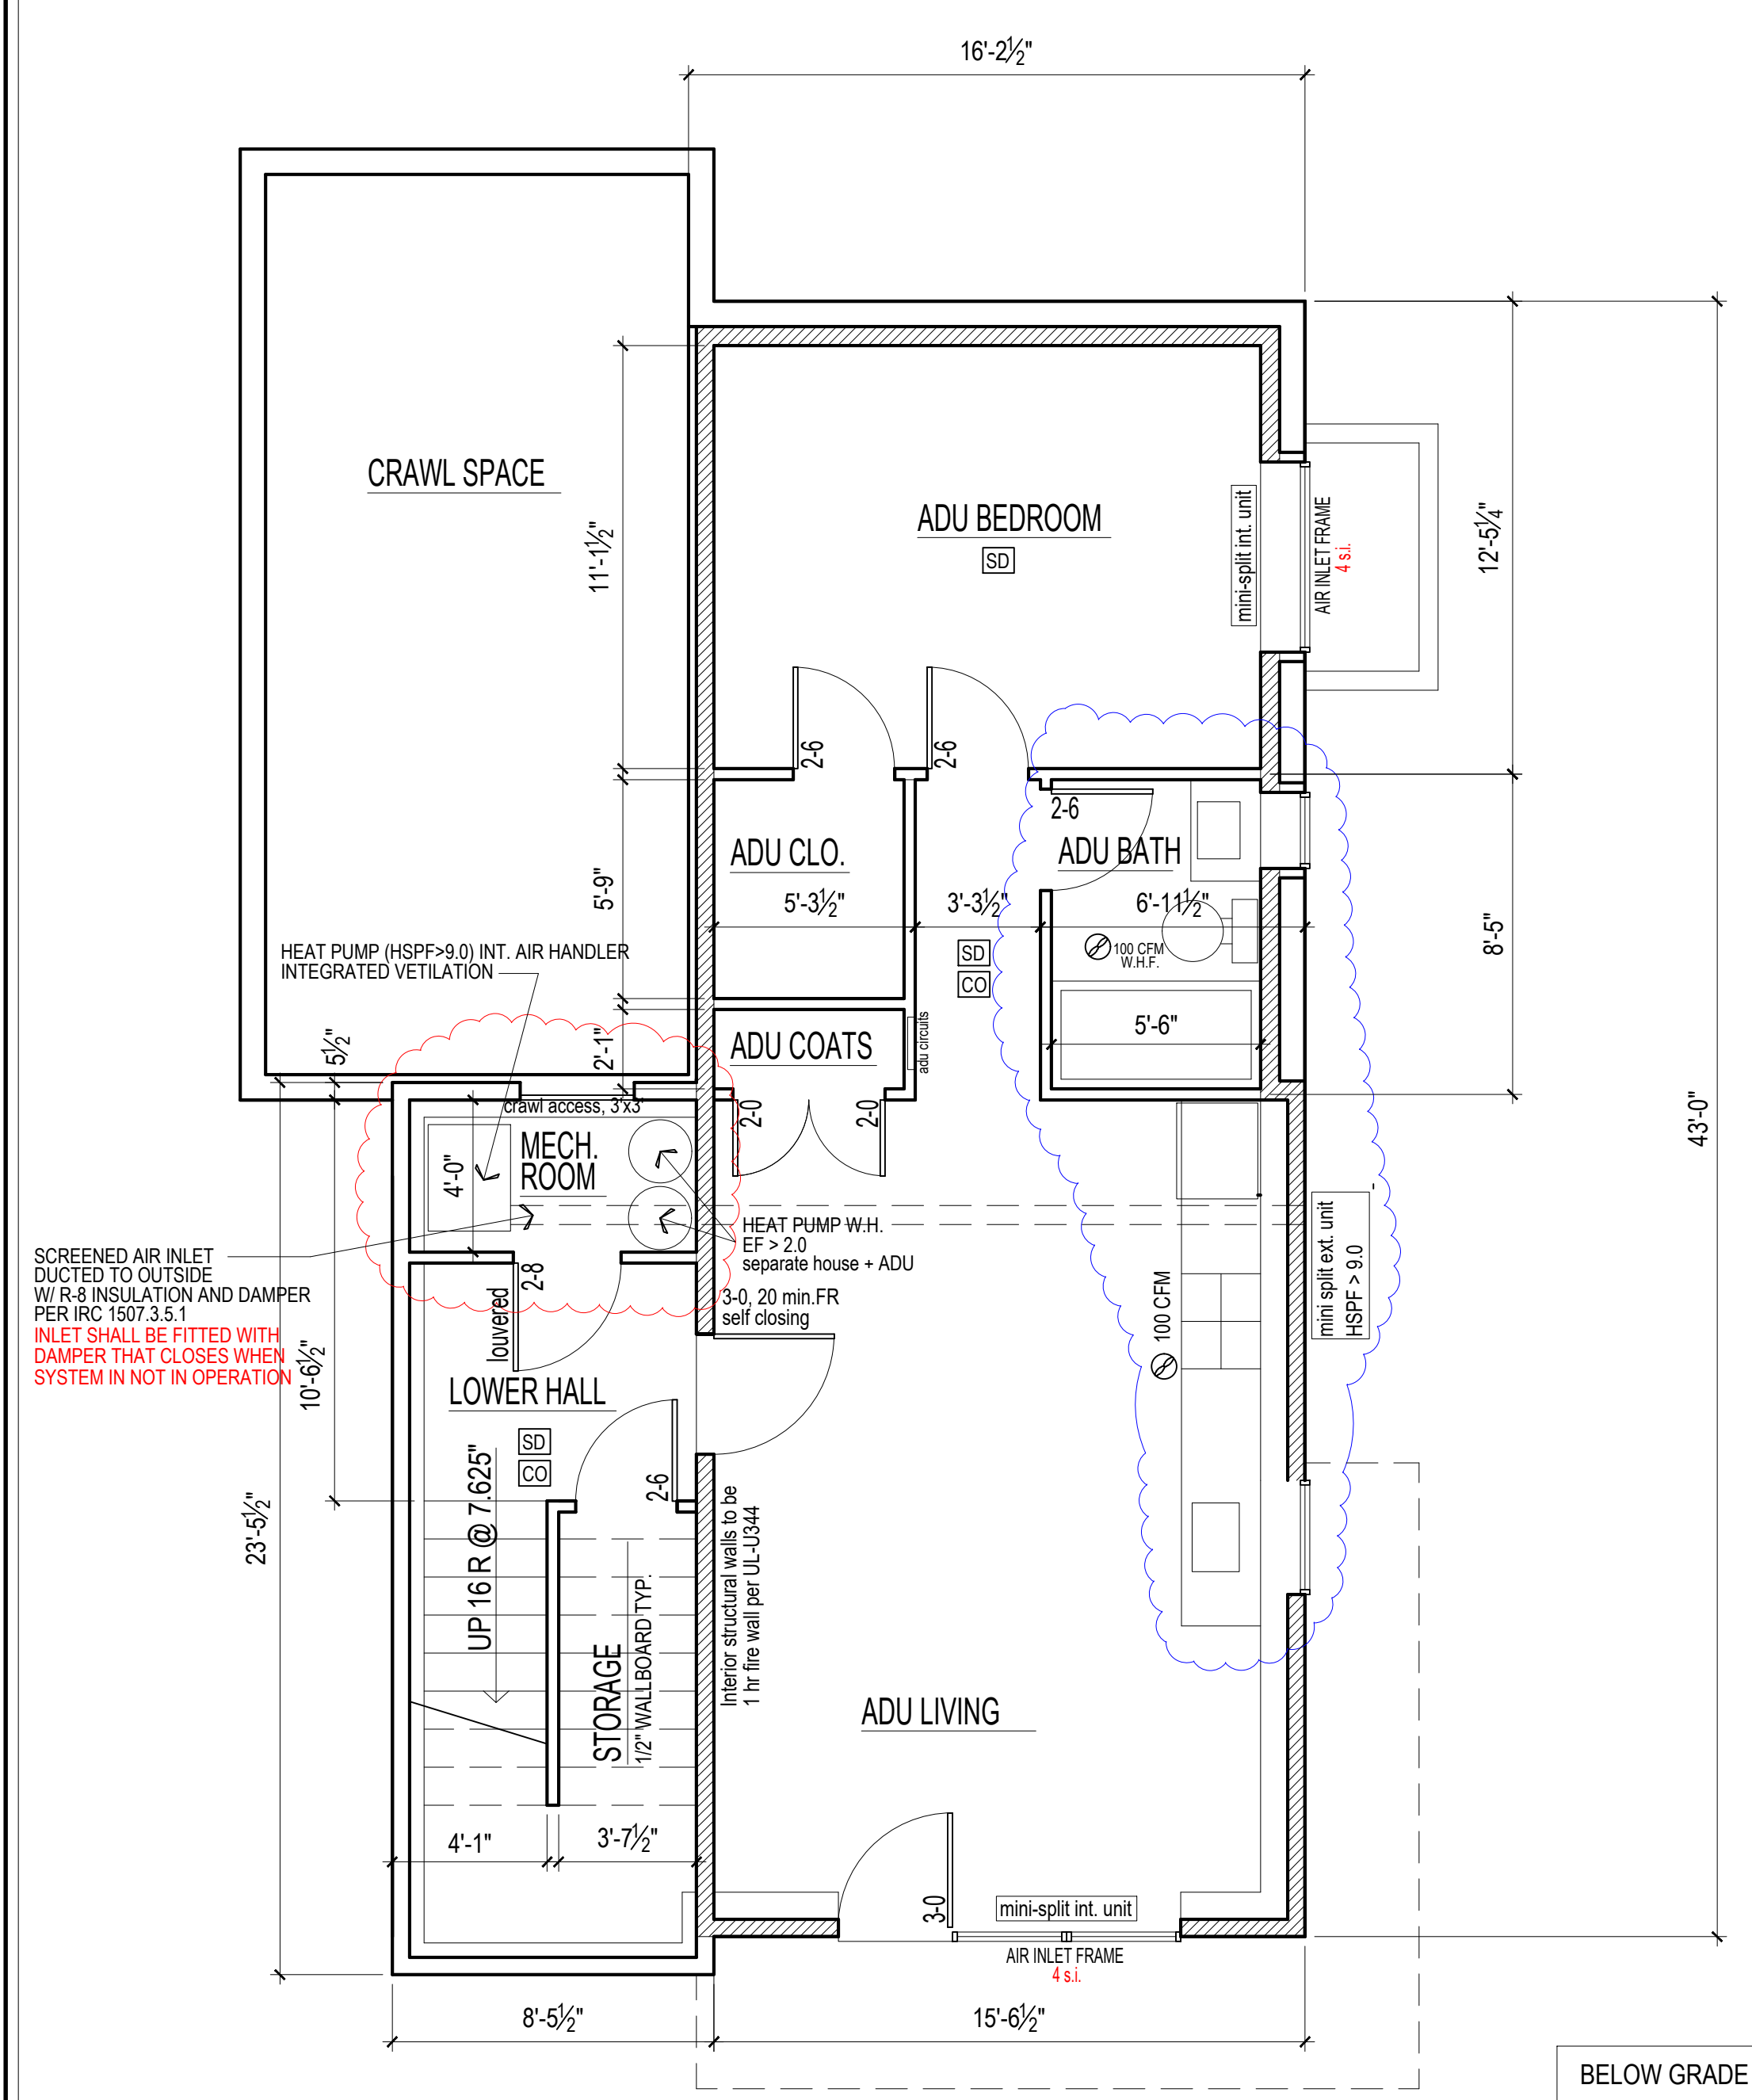 16'-2½"
CRAWL SPACE
ADU BEDROOM
SD
mini-split int. unit
AIR INLET FRAME
4 s.i.
12'-5¼"
11'-1½"
2-6
2-6
2-6
ADU CLO.
ADU BATH
5'-9"
5'-3½"
3'-3½"
6'-11½"
8'-5"
HEAT PUMP (HSPF>9.0) INT. AIR HANDLER
INTEGRATED VETILATION
SD
CO
100 CFM
W.H.F.
5½"
2'-1"
ADU COATS
adu circuits
5'-6"
43'-0"
crawl access, 3'x3'
2-0
2-0
MECH.
ROOM
4'-0"
HEAT PUMP W.H.
EF > 2.0
separate house + ADU
mini split ext. unit
HSPF > 9.0
SCREENED AIR INLET
DUCTED TO OUTSIDE
W/ R-8 INSULATION AND DAMPER
PER IRC 1507.3.5.1
INLET SHALL BE FITTED WITH
DAMPER THAT CLOSES WHEN
SYSTEM IN NOT IN OPERATION
2-8
louvered
3-0, 20 min.FR
self closing
100 CFM
10'-6½"
LOWER HALL
SD
CO
2-6
23'-5½"
UP 16 R @ 7.625"
STORAGE
1/2" WALLBOARD TYP.
Interior structural walls to be
1 hr fire wall per UL-U344
ADU LIVING
4'-1"
3'-7½"
3-0
mini-split int. unit
AIR INLET FRAME
4 s.i.
8'-5½"
15'-6½"
BELOW GRADE